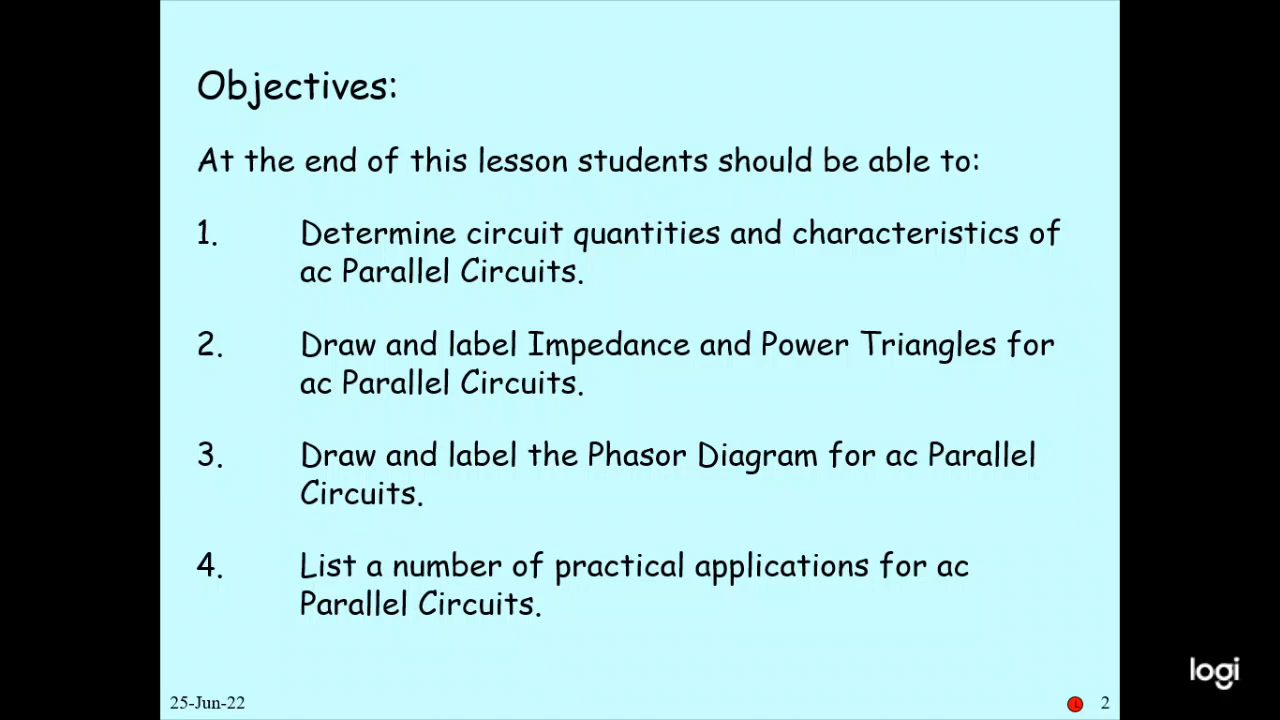 Objectives:
At the end of this lesson students should be able to:
1. Determine circuit quantities and characteristics of
ac Parallel Circuits.
2. Draw and label Impedance and Power Triangles for
ac Parallel Circuits.
3. Draw and label the Phasor Diagram for ac Parallel
Circuits.
4. List a number of practical applications for ac
Parallel Circuits.
25-Jun-22
2
logi